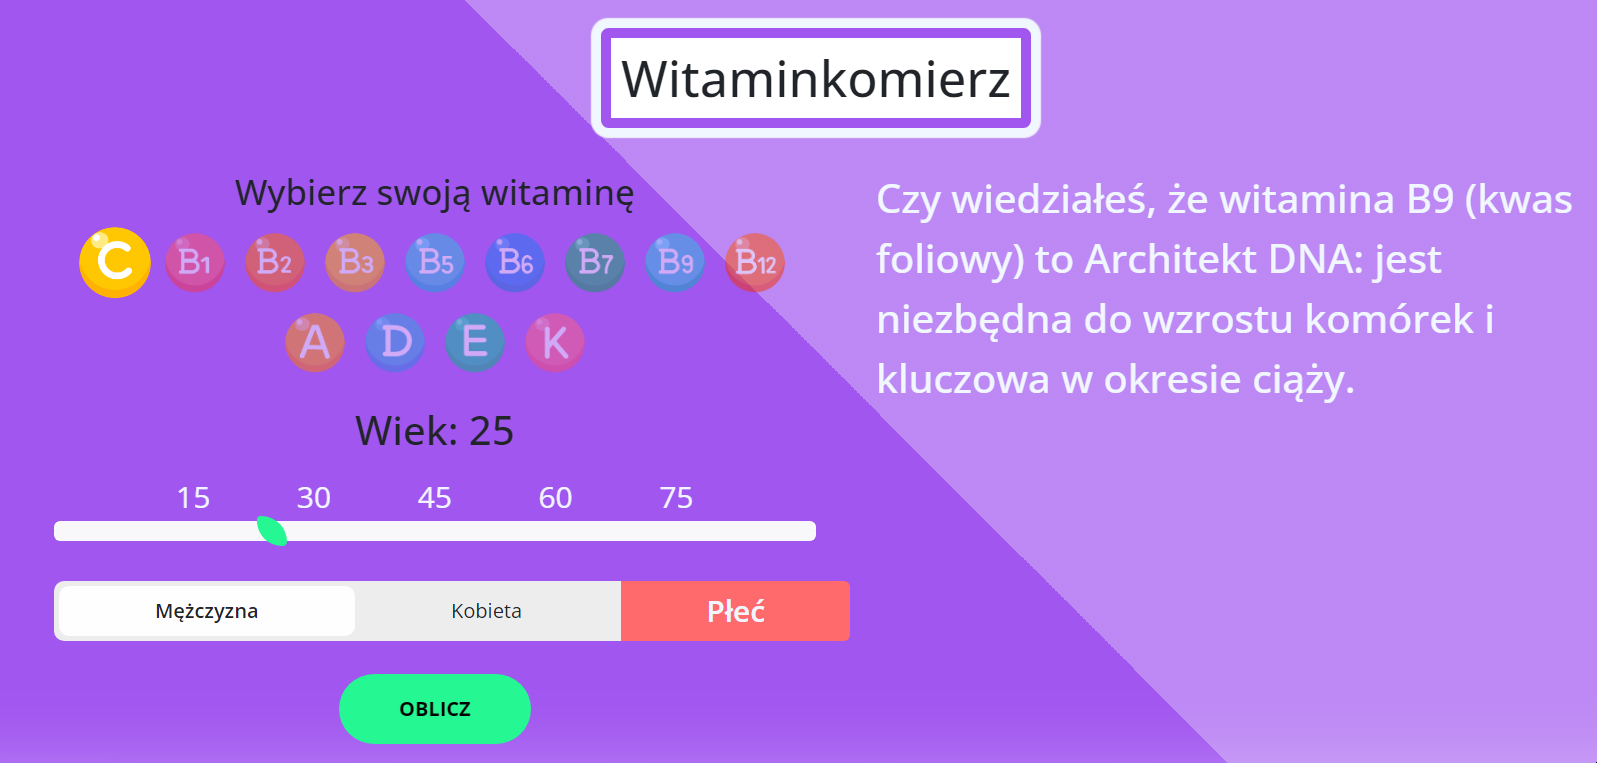 Witaminkomierz
Wybierz swoją witaminę
C B1 B2 B3 B5 B6 B7 B9 B12
A D E K
Wiek: 25
15 30 45 60 75
Mężczyzna Kobieta Płeć
OBLICZ
Czy wiedziałeś, że witamina B9 (kwas
foliowy) to Architekt DNA: jest
niezbędna do wzrostu komórek i
kluczowa w okresie ciąży.